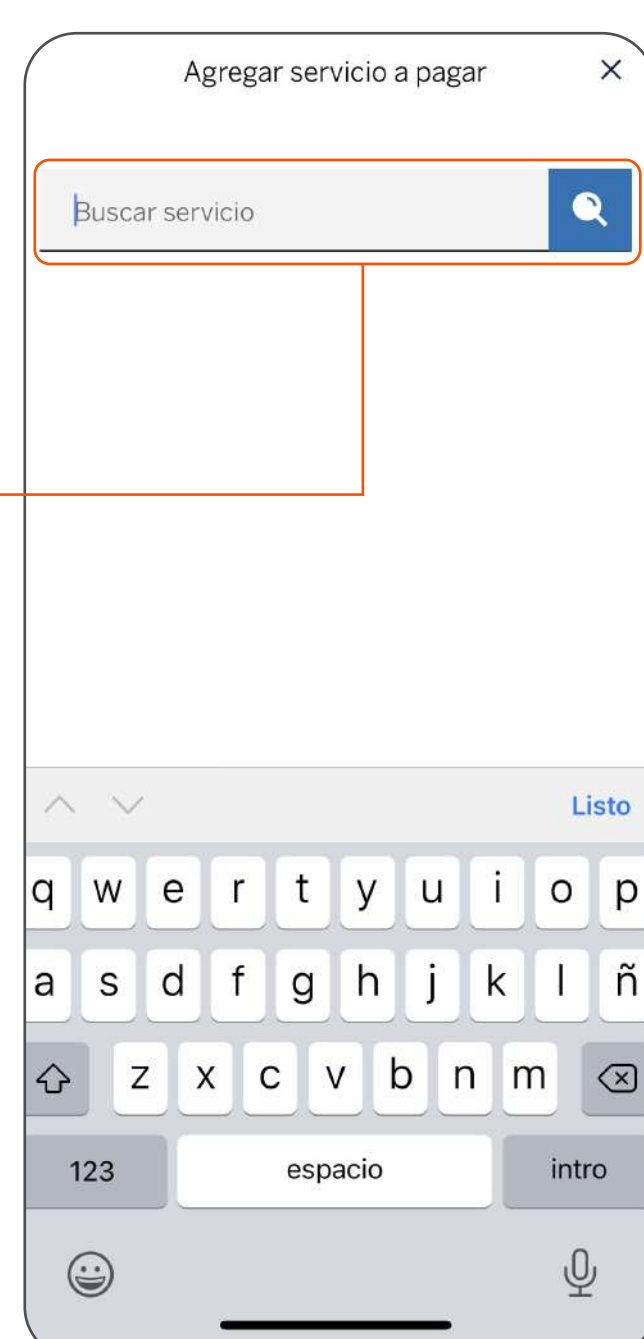 Agregar servicio a pagar
Buscar servicio
Listo
q w e r t y u i o p
a s d f g h j k l ñ
z x c v b n m
123 espacio intro